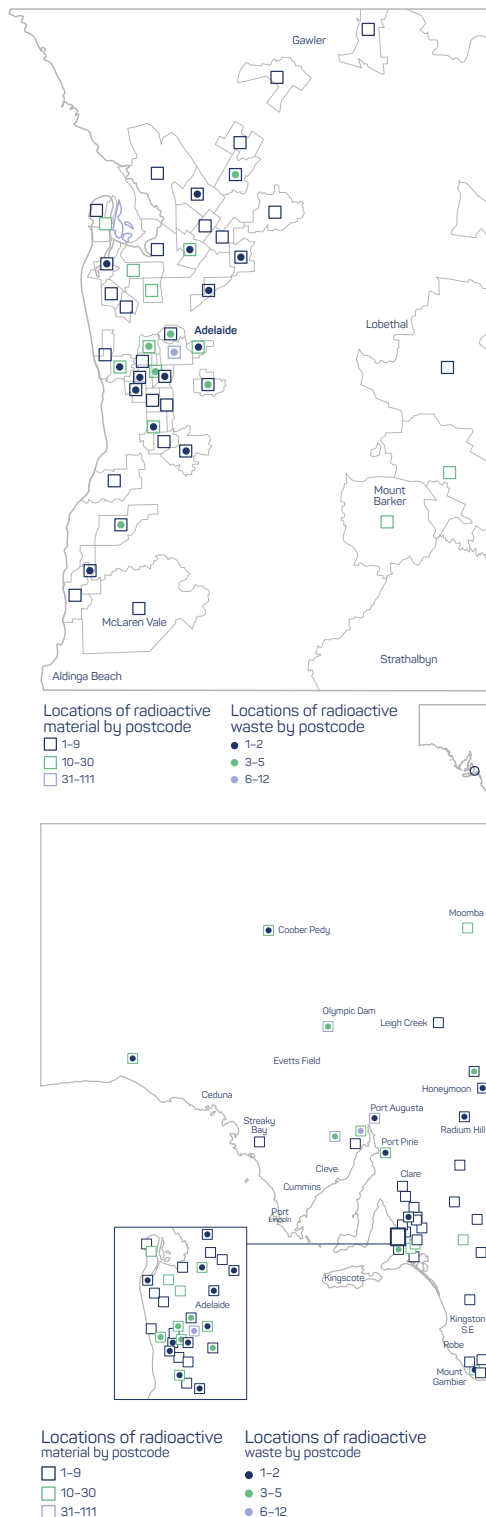 Gawler
Adelaide
Lobethal
Mount
Barker
McLaren Vale
Strathalbyn
Aldinga Beach
Locations of radioactive
material by postcode
1–9
10–30
31–111
Locations of radioactive
waste by postcode
1–2
3–5
6–12
Moomba
Coober Pedy
Olympic Dam
Leigh Creek
Evetts Field
Honeymoon
Ceduna
Port Augusta
Streaky
Bay
Radium Hill
Port Pirie
Cleve
Clare
Cummins
Port
Lincoln
Kingscote
Adelaide
Kingston
S.E
Robe
Mount
Gambier
Locations of radioactive
material by postcode
1–9
10–30
31–111
Locations of radioactive
waste by postcode
1–2
3–5
6–12